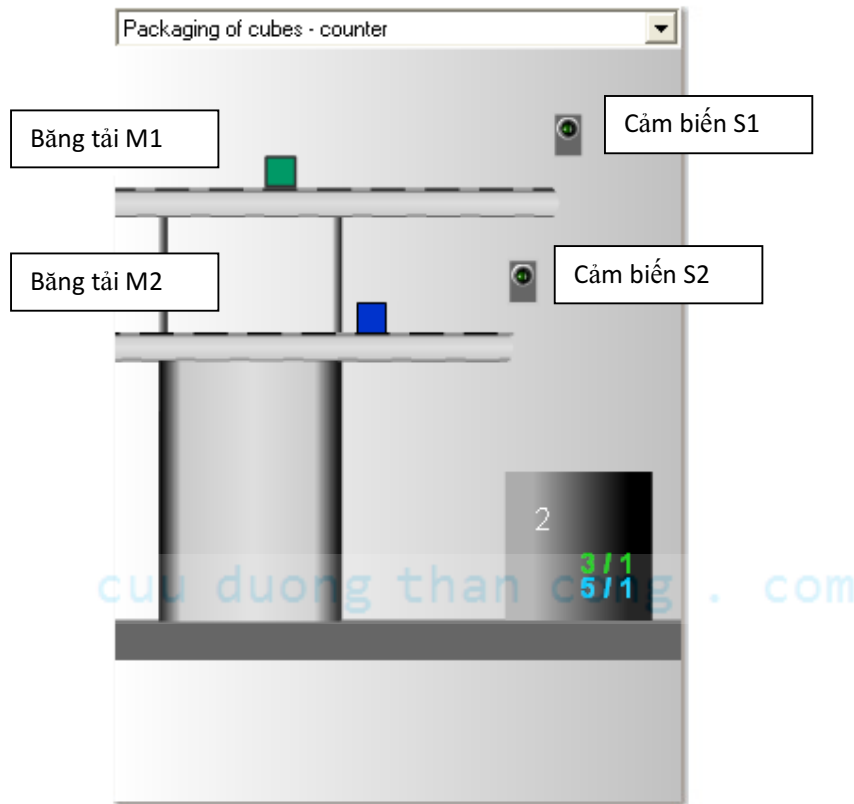 Packaging of cubes - counter
Cảm biến S1
Băng tải M1
Băng tải M2
Cảm biến S2
2
3 / 1
5 / 1
cuu duong than cong . com